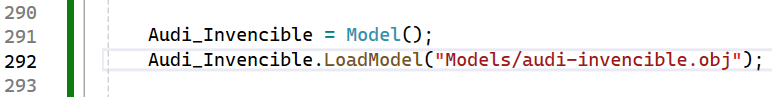 290
291 Audi_Invencible = Model();
292 Audi_Invencible.LoadModel("Models/audi-invencible.obj");
293